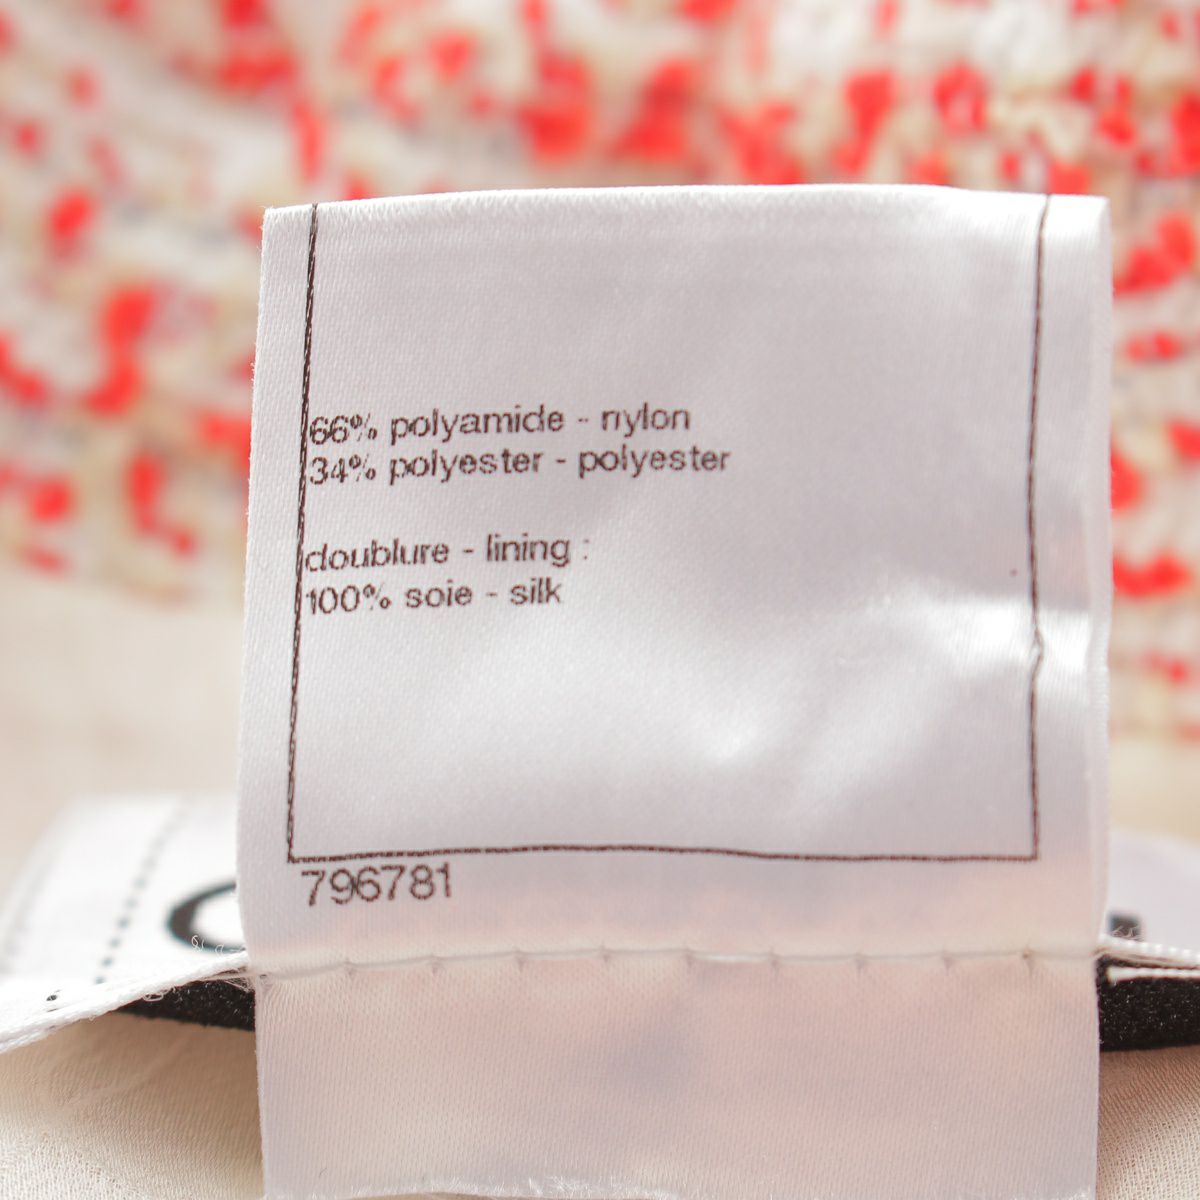 66% polyamide - nylon
34% polyester - polyester
doublure - lining :
100% soie - silk
796781